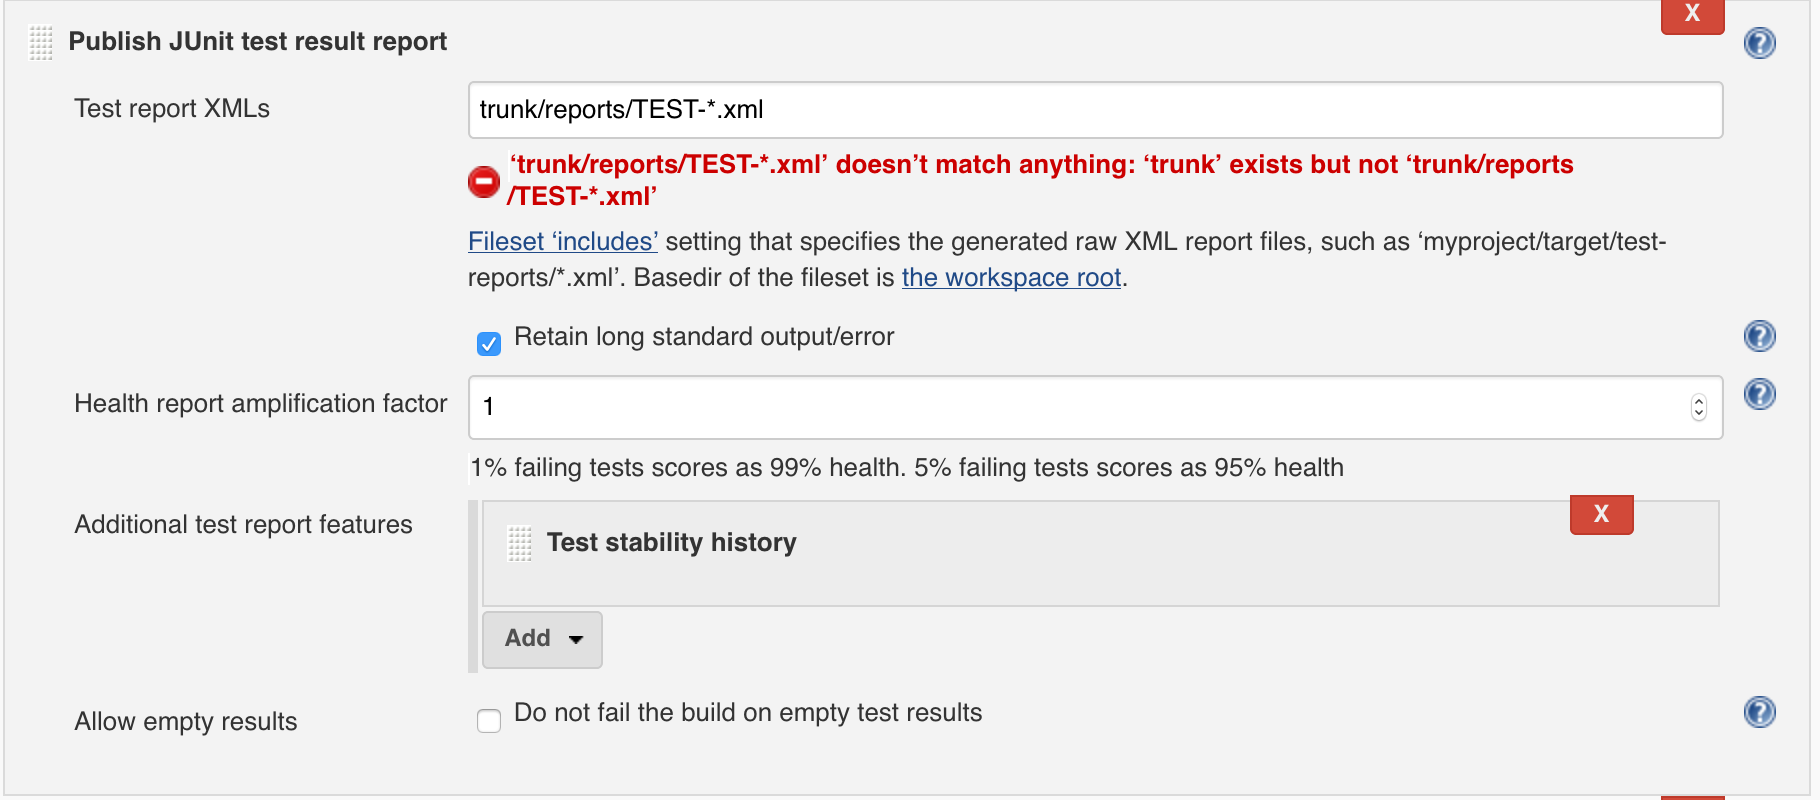 X
Publish JUnit test result report
Test report XMLs
trunk/reports/TEST-*.xml
‘trunk/reports/TEST-*.xml’ doesn’t match anything: ‘trunk’ exists but not ‘trunk/reports
/TEST-*.xml’
Fileset ‘includes’ setting that specifies the generated raw XML report files, such as ‘myproject/target/test-
reports/*.xml’. Basedir of the fileset is the workspace root.
Retain long standard output/error
Health report amplification factor
1
1% failing tests scores as 99% health. 5% failing tests scores as 95% health
Additional test report features
X
Test stability history
Add
Allow empty results
Do not fail the build on empty test results